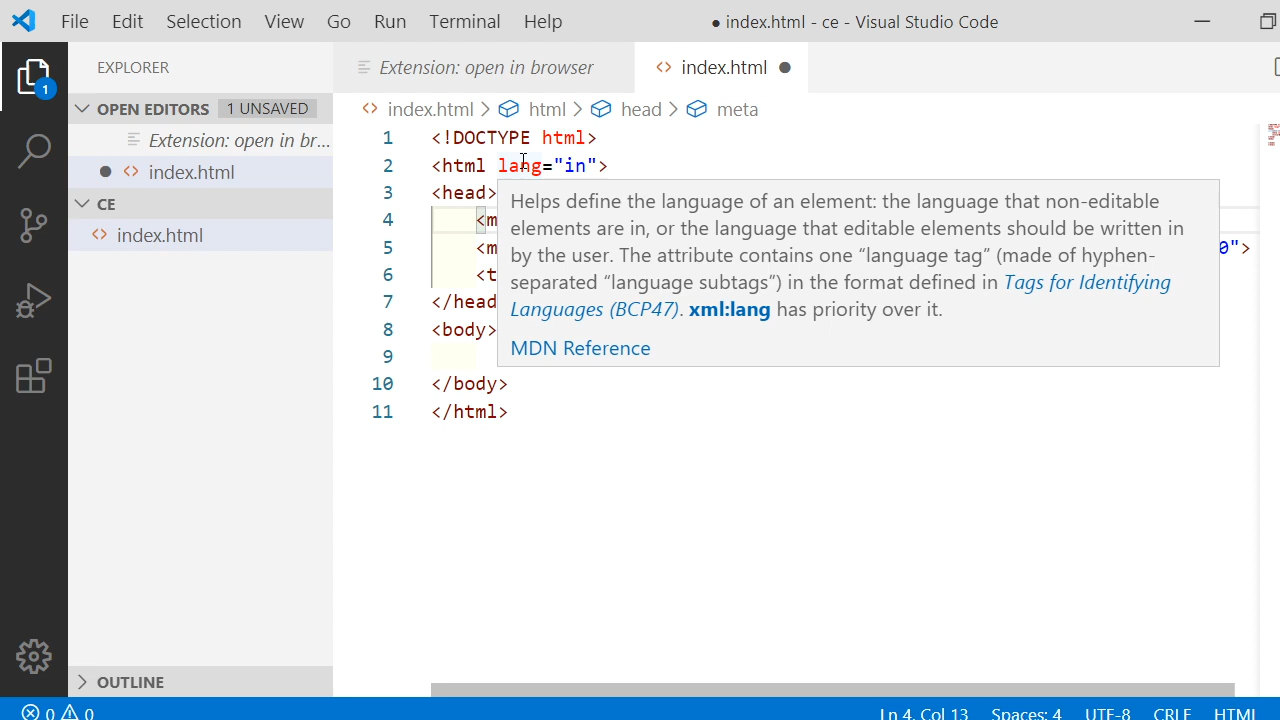 File Edit Selection View Go Run Terminal Help ● index.html - ce - Visual Studio Code
EXPLORER
Extension: open in browser
index.html
1
OPEN EDITORS 1 UNSAVED
Extension: open in br...
index.html
CE
index.html
OUTLINE
index.html > html > head > meta
1 <!DOCTYPE html>
2 <html lang="in">
3 <head>
4 <m
5 <m 0">
6 <t
7 </head
8 <body>
9
10 </body>
11 </html>
Helps define the language of an element: the language that non-editable
elements are in, or the language that editable elements should be written in
by the user. The attribute contains one “language tag” (made of hyphen-
separated “language subtags”) in the format defined in Tags for Identifying
Languages (BCP47). xml:lang has priority over it.
MDN Reference
0 0 Ln 4, Col 13 Spaces: 4 UTF-8 CRLF HTML